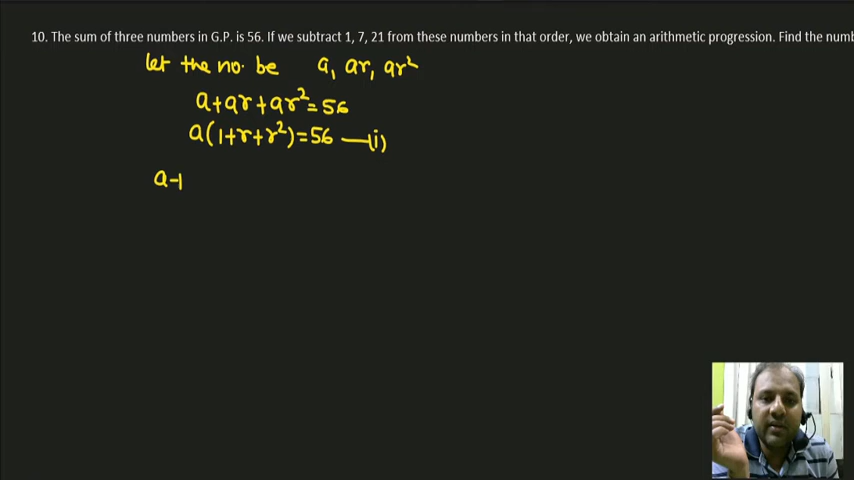 10. The sum of three numbers in G.P. is 56. If we subtract 1, 7, 21 from these numbers in that order, we obtain an arithmetic progression. Find the numb
let the no. be a, ar, ar²
a+ar+ar²=56
a(1+r+r²)=56 —(i)
a-1